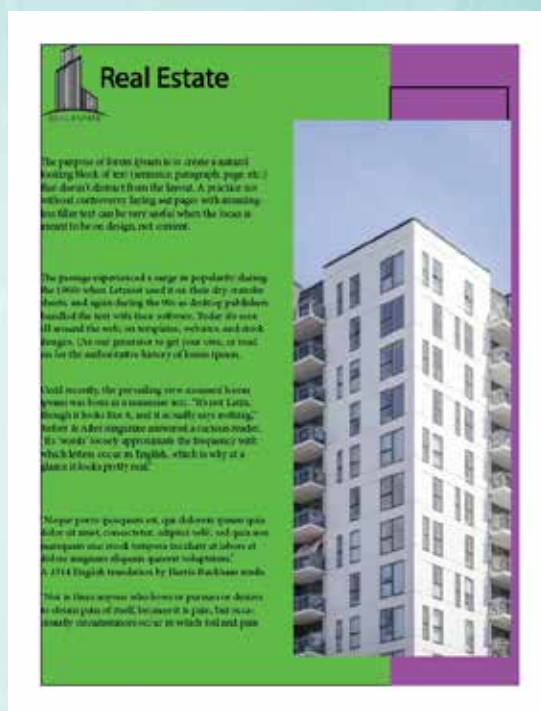 Real Estate
REAL ESTATE
The purpose of lorem ipsum is to create a natural
looking block of text (sentence, paragraph, page, etc.)
that doesn't distract from the layout. A practice not
without controversy, laying out pages with meaning-
less filler text can be very useful when the focus is
meant to be on design, not content.
The passage experienced a surge in popularity during
the 1960s when Letraset used it on their dry-transfer
sheets, and again during the 90s as desktop publishers
bundled the text with their software. Today it's seen
all around the web; on templates, websites, and stock
designs. Use our generator to get your own, or read
on for the authoritative history of lorem ipsum.
Until recently, the prevailing view assumed lorem
ipsum was born as a nonsense text. "It's not Latin,
though it looks like it, and it actually says nothing,"
Before & After magazine answered a curious reader,
"Its 'words' loosely approximate the frequency with
which letters occur in English, which is why at a
glance it looks pretty real."
"Neque porro quisquam est, qui dolorem ipsum quia
dolor sit amet, consectetur, adipisci velit, sed quia non
numquam eius modi tempora incidunt ut labore et
dolore magnam aliquam quaerat voluptatem."
A 1914 English translation by Harris Rackham reads:
"Nor is there anyone who loves or pursues or desires
to obtain pain of itself, because it is pain, but occa-
sionally circumstances occur in which toil and pain